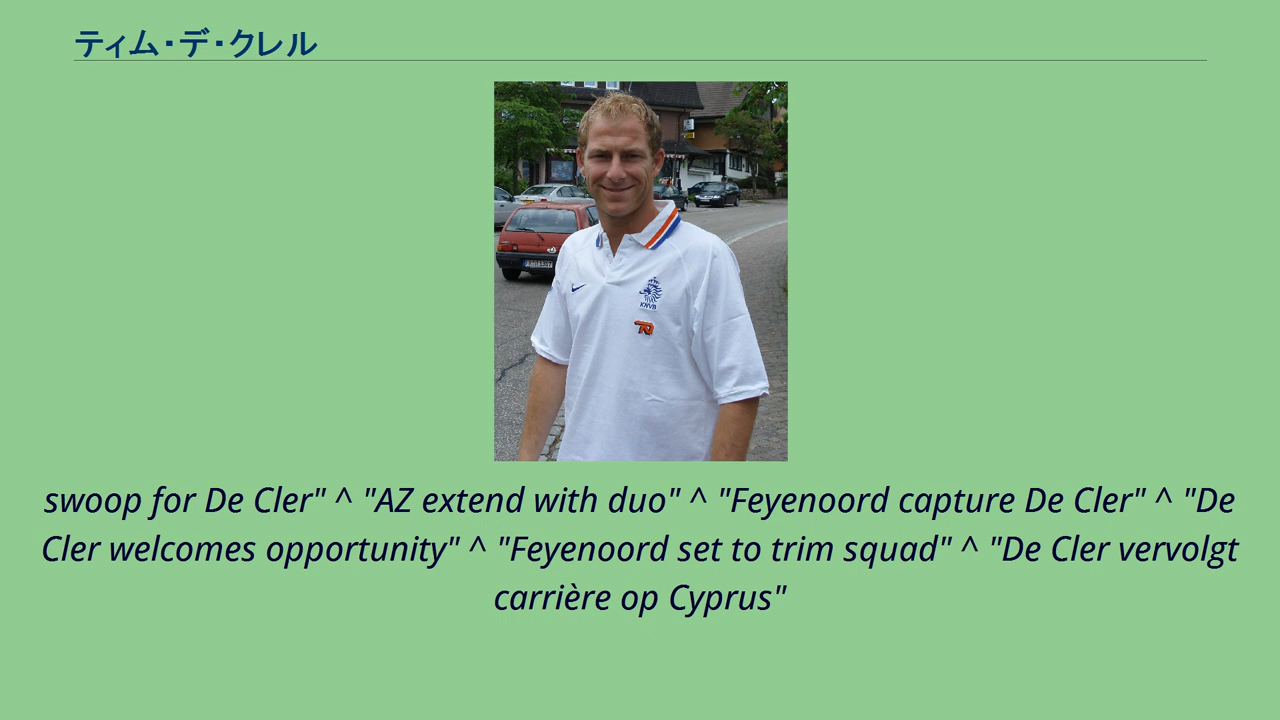 ティム・デ・クレル
KNVB
swoop for De Cler" ^ "AZ extend with duo" ^ "Feyenoord capture De Cler" ^ "De
Cler welcomes opportunity" ^ "Feyenoord set to trim squad" ^ "De Cler vervolgt
carrière op Cyprus"